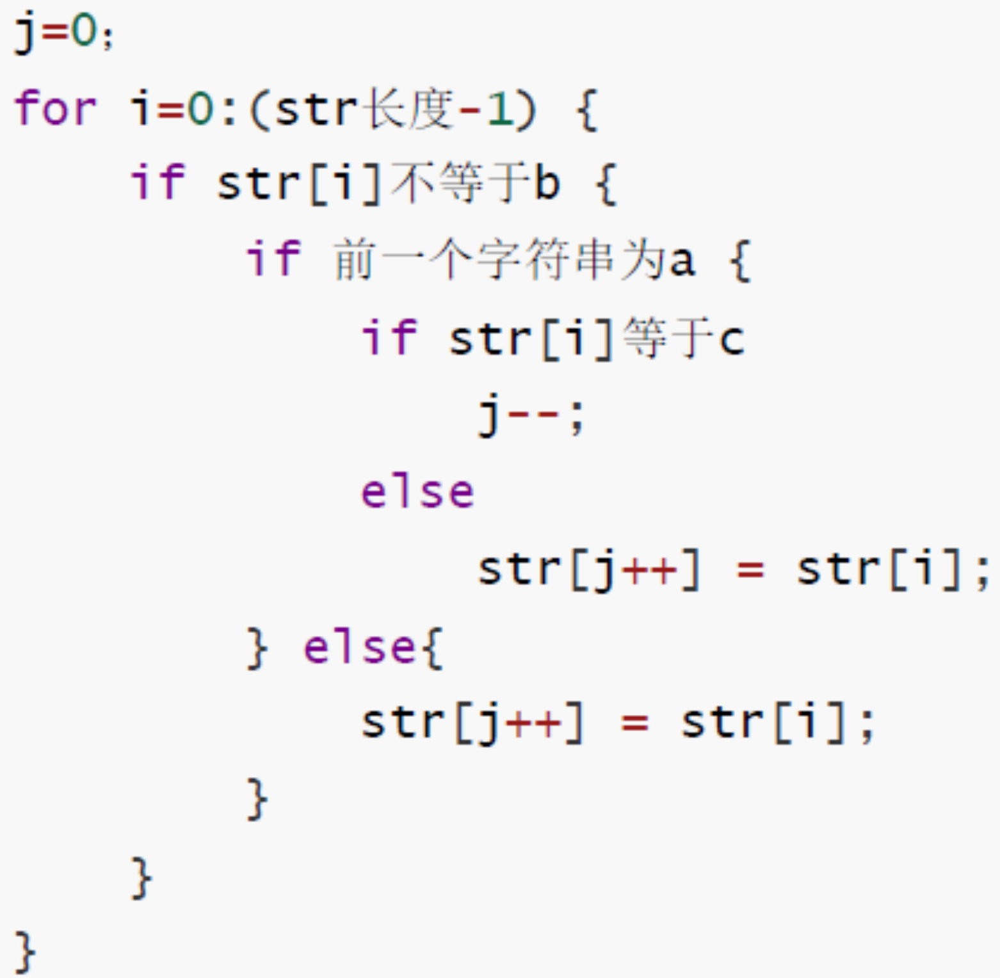 j=0;
for i=0:(str长度-1) {
    if str[i]不等于b {
        if 前一个字符串为a {
            if str[i]等于c
                j--;
            else
                str[j++] = str[i];
        } else{
            str[j++] = str[i];
        }
    }
}